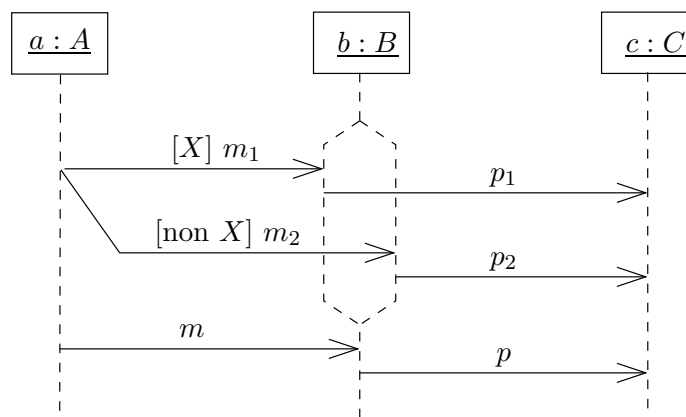 a : A b : B c : C
[X] m₁
p₁
[non X] m₂
p₂
m
p